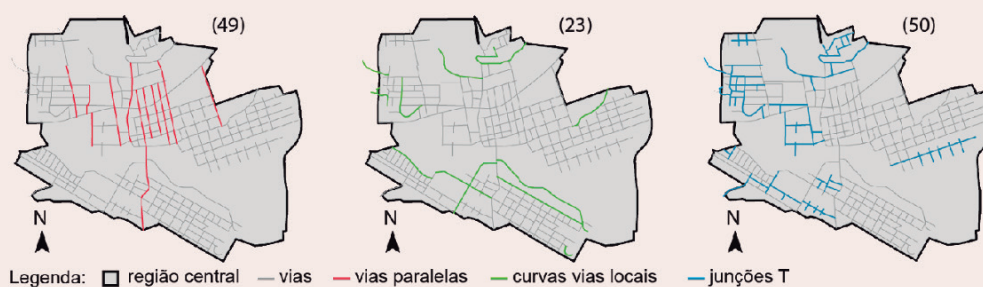 (49) (23) (50)
N N N
Legenda: região central vias vias paralelas curvas vias locais junções T